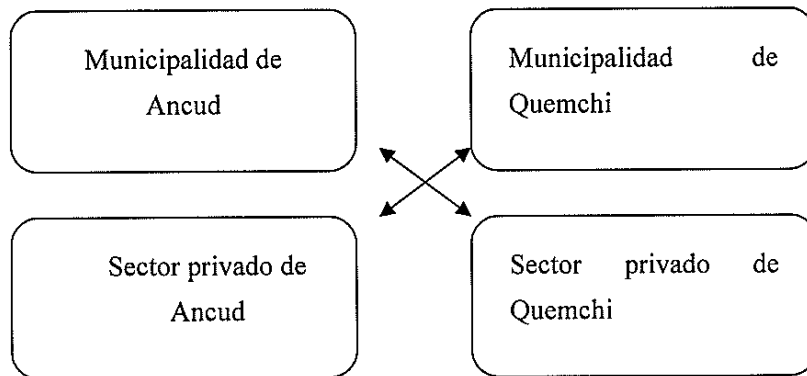 Municipalidad de
Ancud
Municipalidad de
Quemchi
Sector privado de
Ancud
Sector privado de
Quemchi